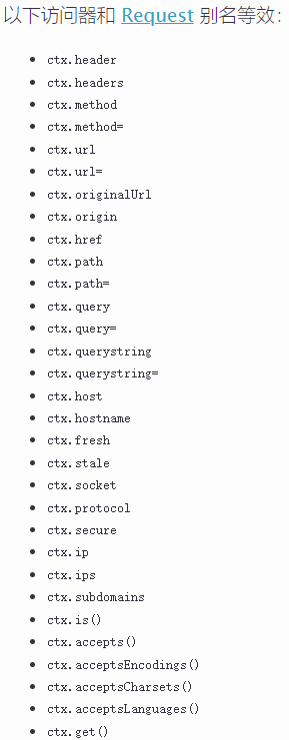 以下访问器和 Request 别名等效：
ctx.header
ctx.headers
ctx.method
ctx.method=
ctx.url
ctx.url=
ctx.originalUrl
ctx.origin
ctx.href
ctx.path
ctx.path=
ctx.query
ctx.query=
ctx.querystring
ctx.querystring=
ctx.host
ctx.hostname
ctx.fresh
ctx.stale
ctx.socket
ctx.protocol
ctx.secure
ctx.ip
ctx.ips
ctx.subdomains
ctx.is()
ctx.accepts()
ctx.acceptsEncodings()
ctx.acceptsCharsets()
ctx.acceptsLanguages()
ctx.get()